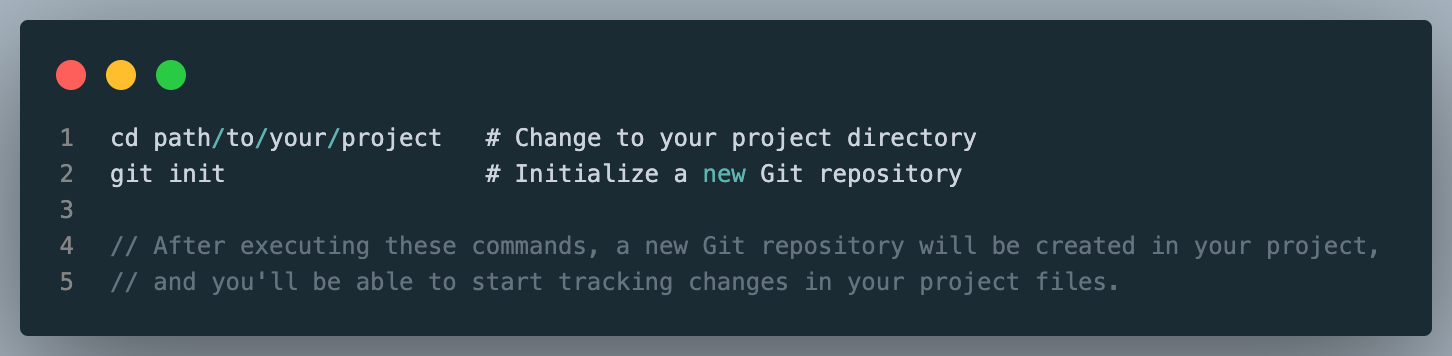 1 cd path/to/your/project # Change to your project directory
2 git init # Initialize a new Git repository
3
4 // After executing these commands, a new Git repository will be created in your project,
5 // and you'll be able to start tracking changes in your project files.